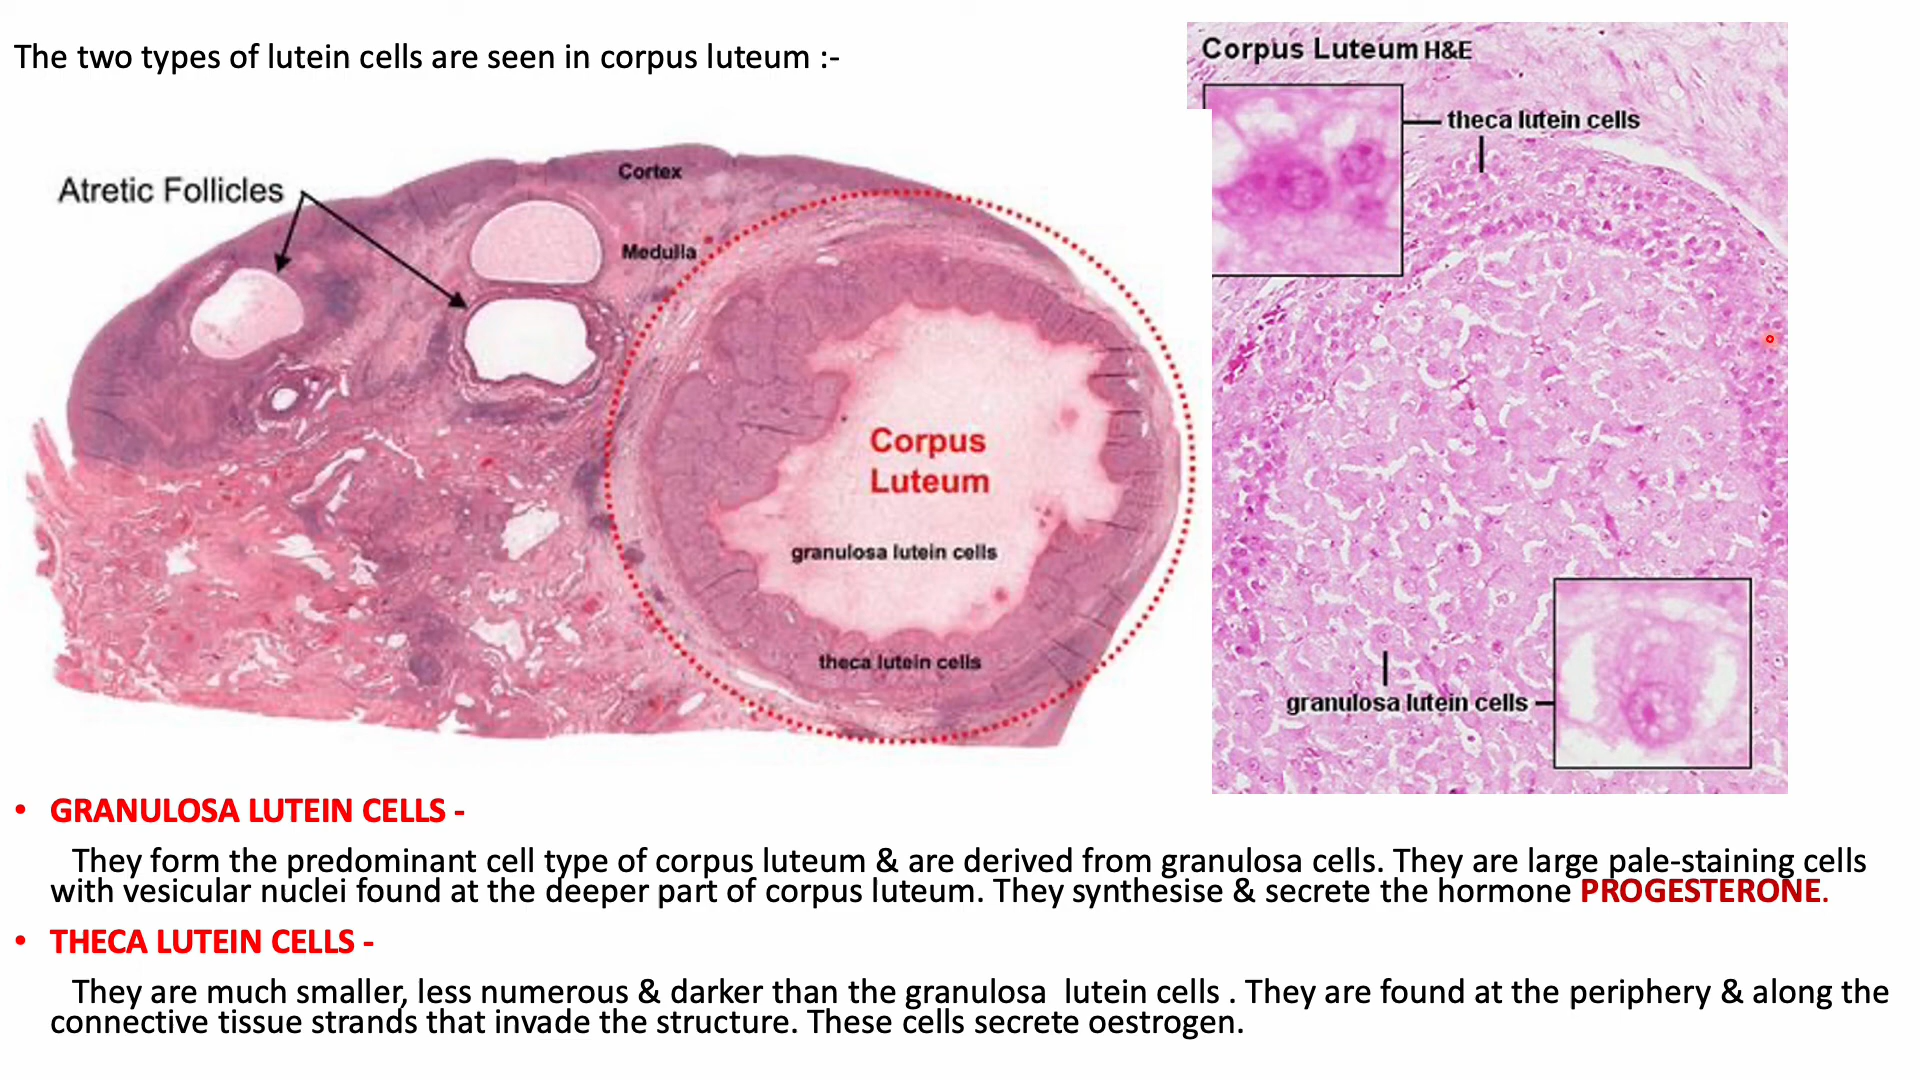 The two types of lutein cells are seen in corpus luteum :-
Corpus Luteum H&E
theca lutein cells
Atretic Follicles
Cortex
Medulla
Corpus
Luteum
granulosa lutein cells
theca lutein cells
granulosa lutein cells
• GRANULOSA LUTEIN CELLS -
They form the predominant cell type of corpus luteum & are derived from granulosa cells. They are large pale-staining cells
with vesicular nuclei found at the deeper part of corpus luteum. They synthesise & secrete the hormone PROGESTERONE.
• THECA LUTEIN CELLS -
They are much smaller, less numerous & darker than the granulosa lutein cells . They are found at the periphery & along the
connective tissue strands that invade the structure. These cells secrete oestrogen.